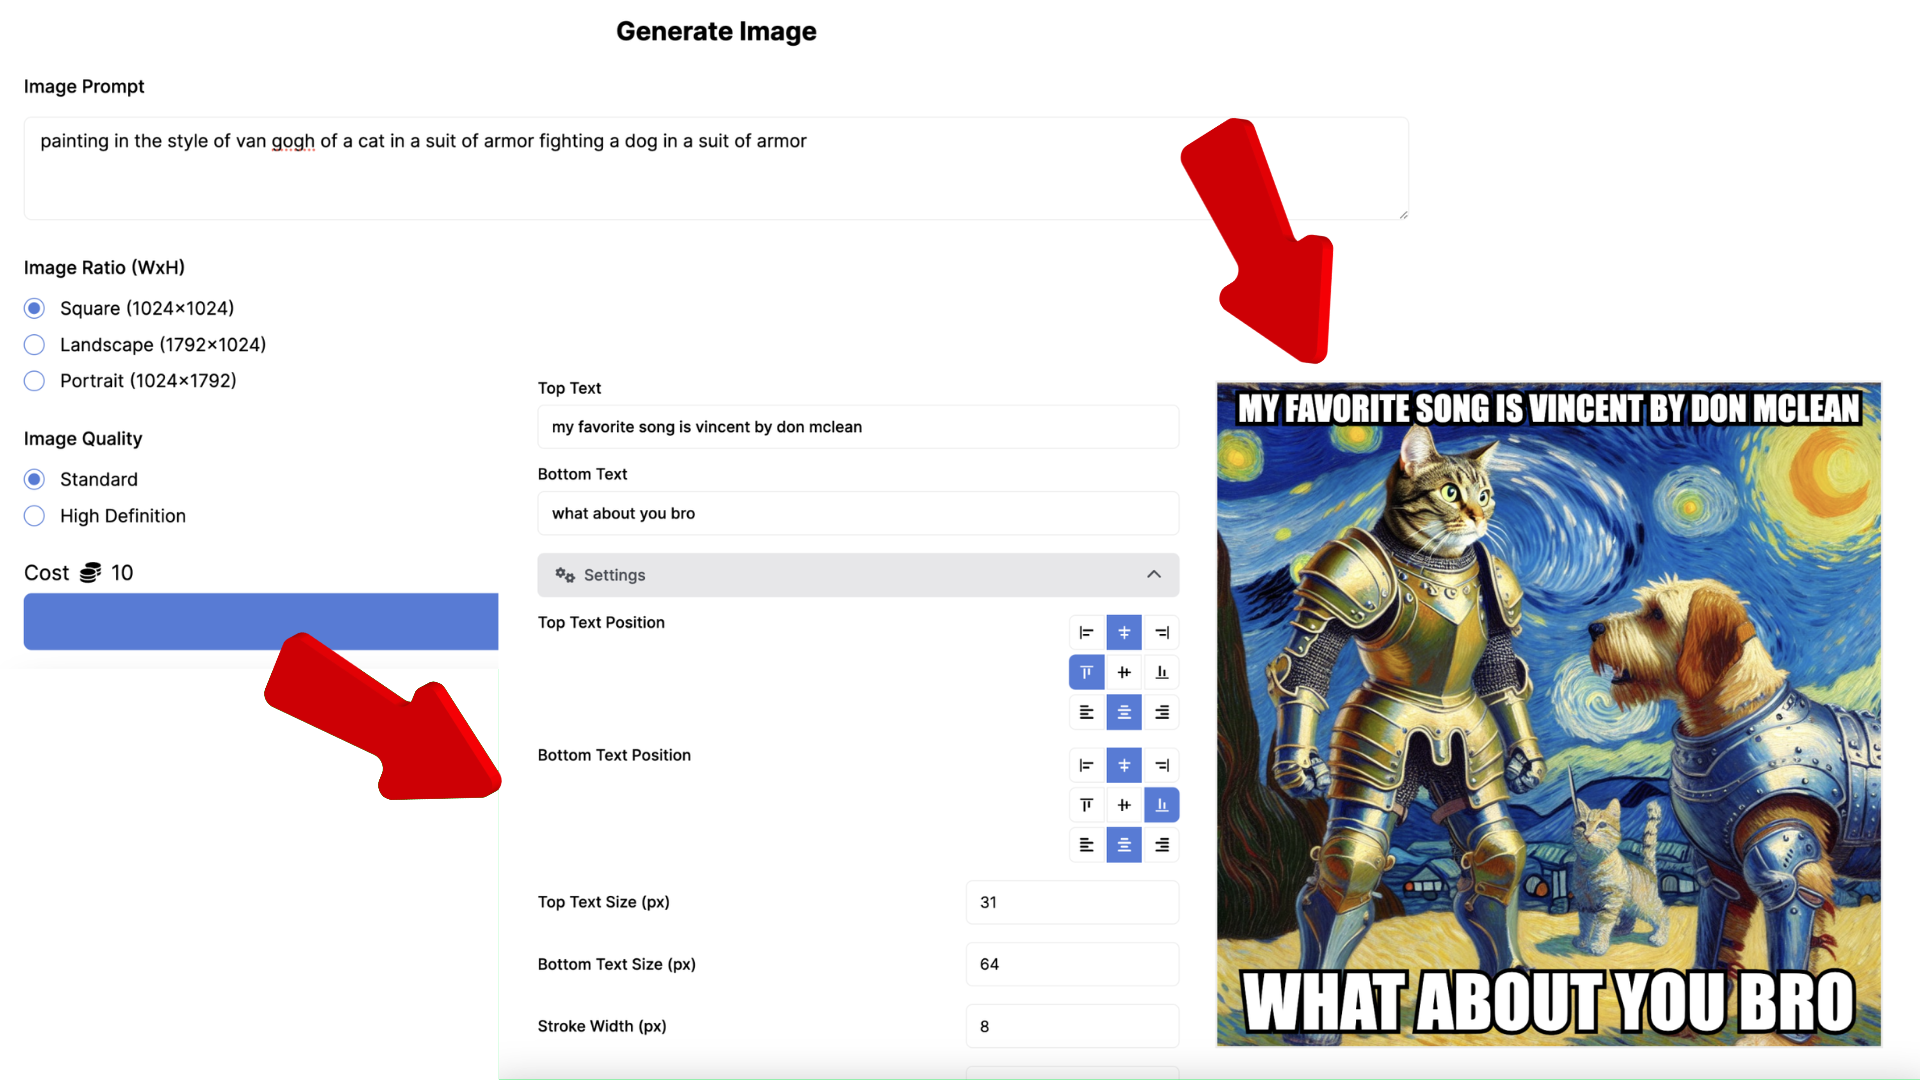 Generate Image
Image Prompt
painting in the style of van gogh of a cat in a suit of armor fighting a dog in a suit of armor
Image Ratio (WxH)
Square (1024×1024)
Landscape (1792×1024)
Portrait (1024×1792)
Image Quality
Standard
High Definition
Cost 10
Top Text
my favorite song is vincent by don mclean
Bottom Text
what about you bro
Settings
Top Text Position
Bottom Text Position
Top Text Size (px) 31
Bottom Text Size (px) 64
Stroke Width (px) 8
MY FAVORITE SONG IS VINCENT BY DON MCLEAN
WHAT ABOUT YOU BRO